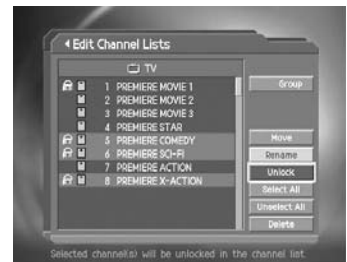 Edit Channel Lists
TV
Group
1 PREMIERE MOVIE 1
2 PREMIERE MOVIE 2
3 PREMIERE MOVIE 3
4 PREMIERE STAR
5 PREMIERE COMEDY
6 PREMIERE SCI-FI
7 PREMIERE ACTION
8 PREMIERE X-ACTION
Move
Rename
Unlock
Select All
Unselect All
Delete
Selected channel(s) will be unlocked in the channel list.